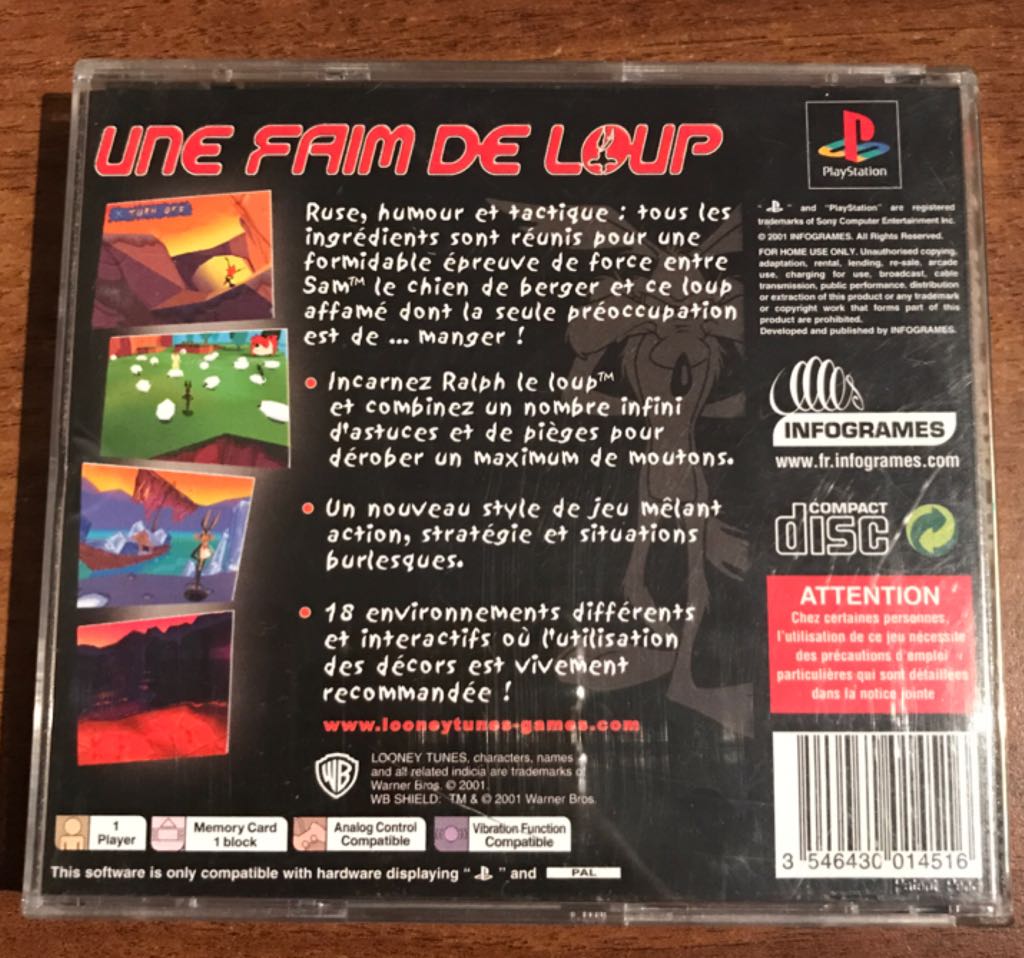 UNE FAIM DE LOUP
Ruse, humour et tactique : tous les
ingrédients sont réunis pour une
formidable épreuve de force entre
Sam™ le chien de berger et ce loup
affamé dont la seule préoccupation
est de ... manger !
• Incarnez Ralph le loup™
et combinez un nombre infini
d'astuces et de pièges pour
dérober un maximum de moutons.
• Un nouveau style de jeu mêlant
action, stratégie et situations
burlesques.
• 18 environnements différents
et interactifs où l'utilisation
des décors est vivement
recommandée !
www.looneytunes-games.com
WB
LOONEY TUNES, characters, names
and all related indicia are trademarks of
Warner Bros. © 2001.
WB SHIELD: TM & © 2001 Warner Bros.
1
Player
Memory Card
1 block
Analog Control
Compatible
Vibration Function
Compatible
This software is only compatible with hardware displaying " " and PAL
PlayStation
" " and "PlayStation" are registered
trademarks of Sony Computer Entertainment Inc.
© 2001 INFOGRAMES. All Rights Reserved.
FOR HOME USE ONLY. Unauthorised copying,
adaptation, rental, lending, re-sale, arcade
use, charging for use, broadcast, cable
transmission, public performance, distribution
or extraction of this product or any trademark
or copyright work that forms part of this
product are prohibited.
Developed and published by INFOGRAMES.
INFOGRAMES
www.fr.infogrames.com
COMPACT
disc
ATTENTION
Chez certaines personnes,
l'utilisation de ce jeu nécessite
des précautions d'emploi
particulières qui sont détaillées
dans la notice jointe
3 546430 014516